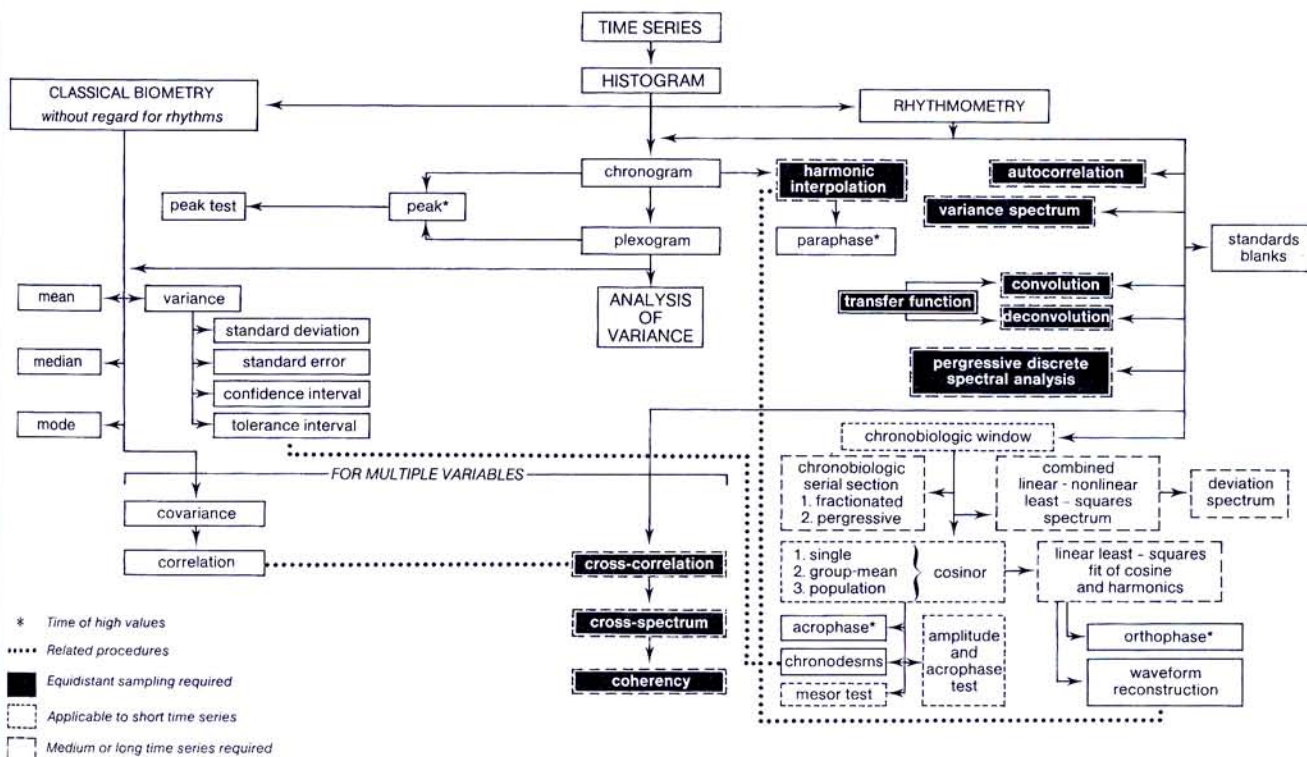 TIME SERIES
HISTOGRAM
CLASSICAL BIOMETRY
without regard for rhythms
RHYTHMOMETRY
chronogram
harmonic
interpolation
autocorrelation
peak test
peak*
variance spectrum
plexogram
paraphase*
standards
blanks
mean
variance
ANALYSIS
OF
VARIANCE
convolution
transfer function
deconvolution
standard deviation
median
standard error
pergressive discrete
spectral analysis
confidence interval
mode
tolerance interval
chronobiologic window
FOR MULTIPLE VARIABLES
chronobiologic
serial section
1. fractionated
2. pergressive
combined
linear - nonlinear
least - squares
spectrum
deviation
spectrum
covariance
correlation
cross-correlation
1. single
2. group-mean
3. population
cosinor
linear least - squares
fit of cosine
and harmonics
* Time of high values
cross-spectrum
acrophase*
amplitude
and
acrophase
test
orthophase*
Related procedures
chronodesms
Equidistant sampling required
coherency
mesor test
waveform
reconstruction
Applicable to short time series
Medium or long time series required